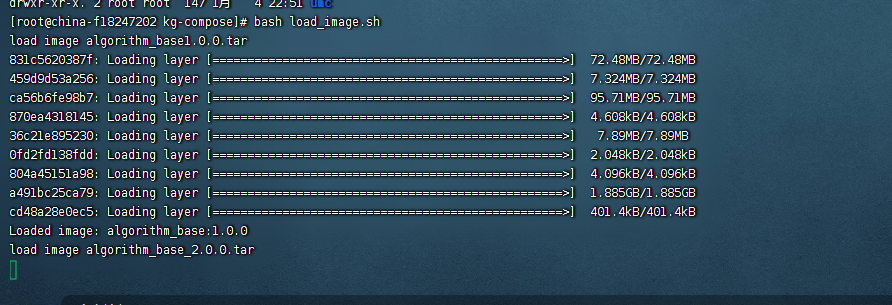 drwxr-xr-x. 2 root root  147 1月   4 22:51 umc
[root@china-f18247202 kg-compose]# bash load_image.sh
load image algorithm_base1.0.0.tar
831c5620387f: Loading layer [==================================================>]  72.48MB/72.48MB
459d9d53a256: Loading layer [==================================================>]  7.324MB/7.324MB
ca56b6fe98b7: Loading layer [==================================================>]  95.71MB/95.71MB
870ea4318145: Loading layer [==================================================>]  4.608kB/4.608kB
36c21e895230: Loading layer [==================================================>]   7.89MB/7.89MB
0fd2fd138fdd: Loading layer [==================================================>]  2.048kB/2.048kB
804a45151a98: Loading layer [==================================================>]  4.096kB/4.096kB
a491bc25ca79: Loading layer [==================================================>]  1.885GB/1.885GB
cd48a28e0ec5: Loading layer [==================================================>]  401.4kB/401.4kB
Loaded image: algorithm_base:1.0.0
load image algorithm_base_2.0.0.tar